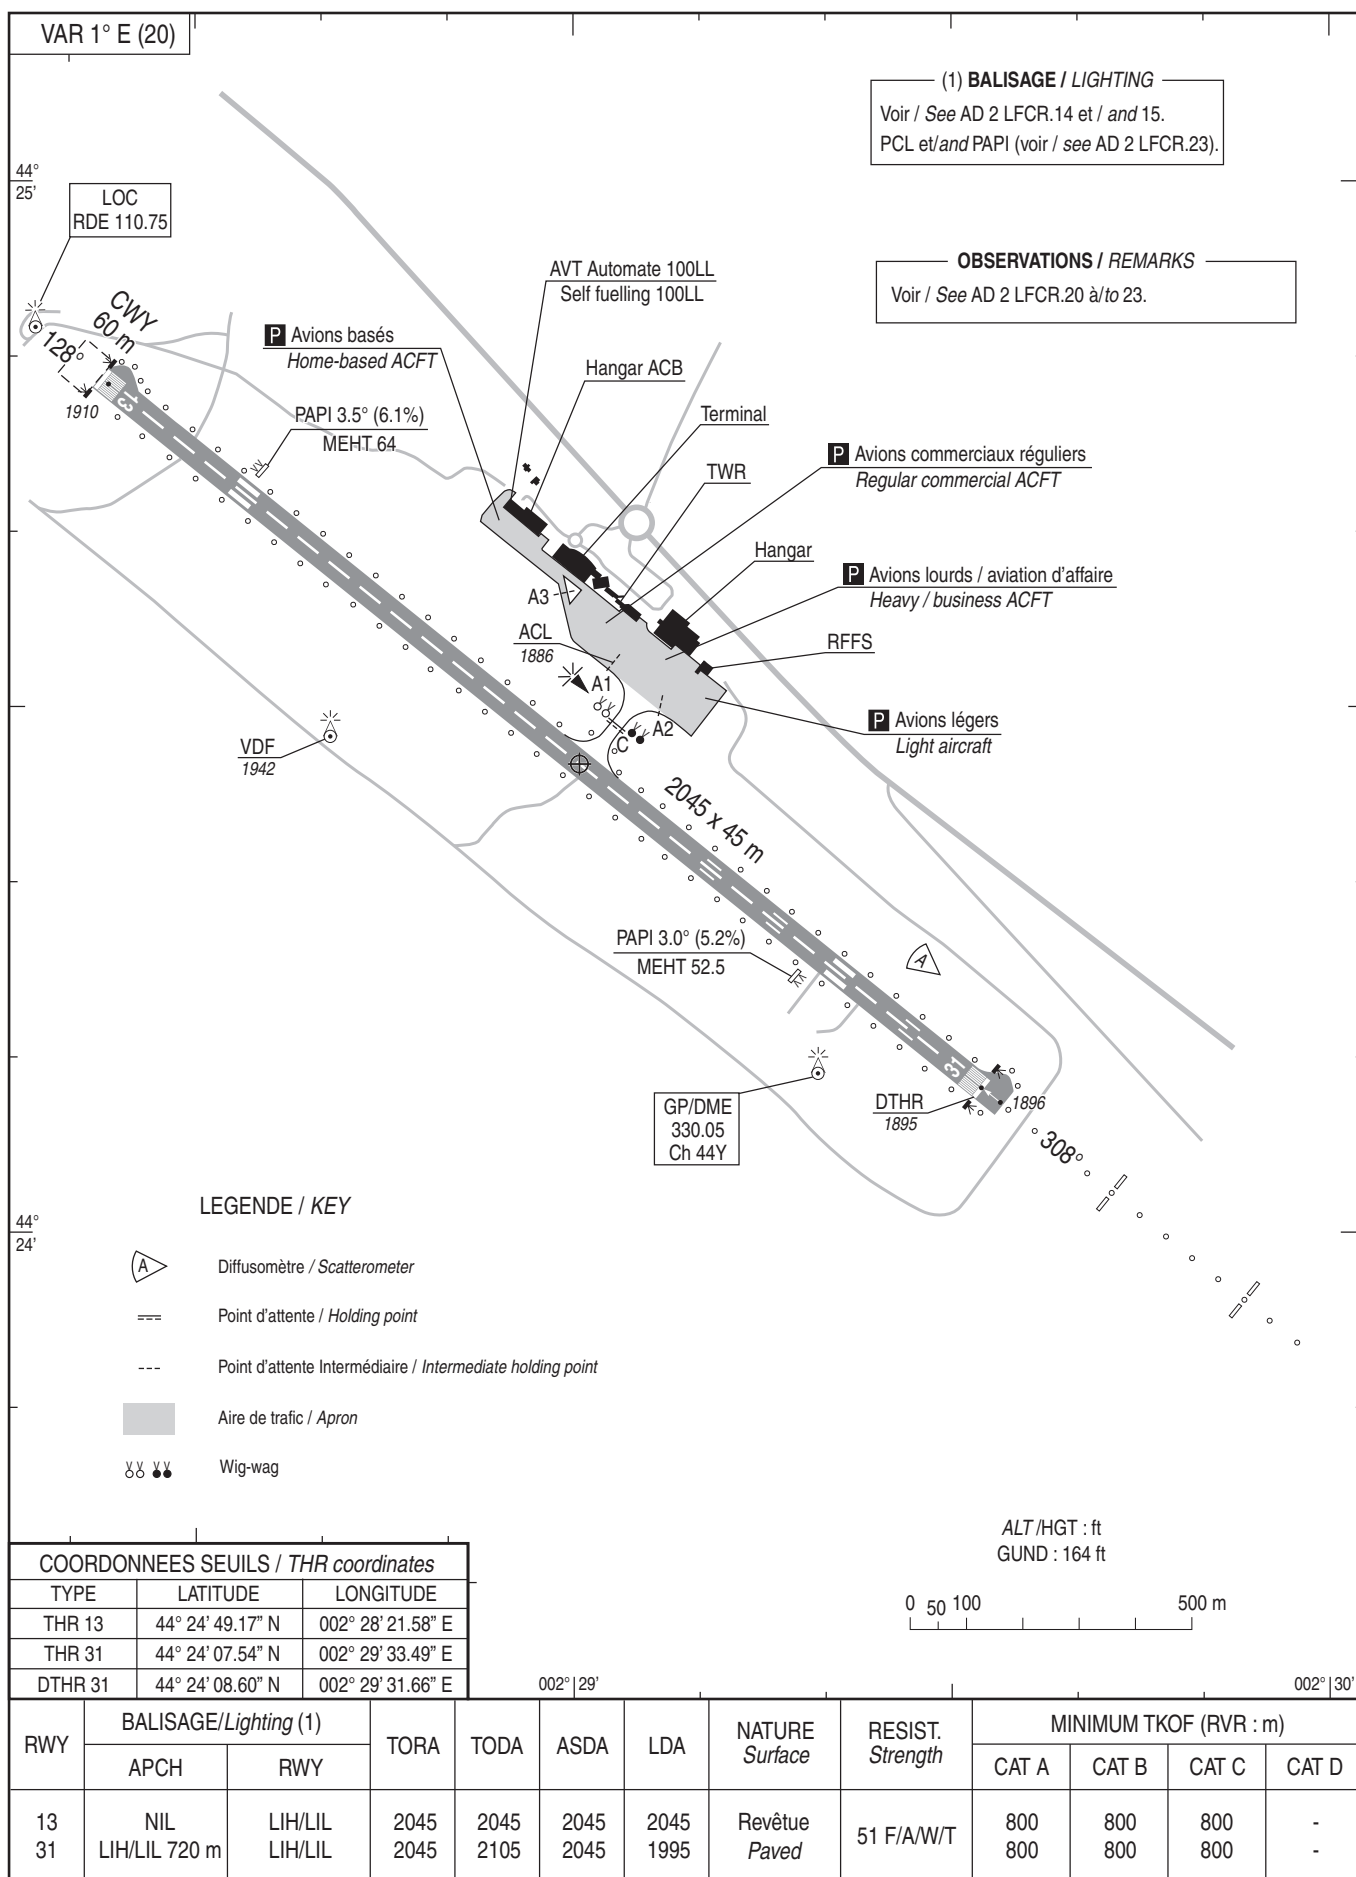 VAR 1° E (20)
(1) BALISAGE / LIGHTING
Voir / See AD 2 LFCR.14 et / and 15.
PCL et/and PAPI (voir / see AD 2 LFCR.23).
44°
25'
LOC
RDE 110.75
OBSERVATIONS / REMARKS
Voir / See AD 2 LFCR.20 à/to 23.
AVT Automate 100LL
Self fuelling 100LL
CWY
60 m
128°
P Avions basés
Home-based ACFT
Hangar ACB
1910
13
PAPI 3.5° (6.1%)
MEHT 64
Terminal
P Avions commerciaux réguliers
Regular commercial ACFT
TWR
Hangar
P Avions lourds / aviation d'affaire
Heavy / business ACFT
A3
ACL
1886
RFFS
A1
A2
C
P Avions légers
Light aircraft
VDF
1942
2045 x 45 m
PAPI 3.0° (5.2%)
MEHT 52.5
A
31
GP/DME
330.05
Ch 44Y
DTHR
1895
1896
308°
LEGENDE / KEY
44°
24'
A Diffusomètre / Scatterometer
Point d'attente / Holding point
Point d'attente Intermédiaire / Intermediate holding point
Aire de trafic / Apron
Wig-wag
ALT /HGT : ft
GUND : 164 ft
0 50 100 500 m
COORDONNEES SEUILS / THR coordinates
TYPE LATITUDE LONGITUDE
THR 13 44° 24' 49.17" N 002° 28' 21.58" E
THR 31 44° 24' 07.54" N 002° 29' 33.49" E
DTHR 31 44° 24' 08.60" N 002° 29' 31.66" E
002° 29' 002° 30'
RWY BALISAGE/Lighting (1) TORA TODA ASDA LDA NATURE Surface RESIST. Strength MINIMUM TKOF (RVR : m)
APCH RWY CAT A CAT B CAT C CAT D
13 NIL LIH/LIL 2045 2045 2045 2045 Revêtue 51 F/A/W/T 800 800 800 -
31 LIH/LIL 720 m LIH/LIL 2045 2105 2045 1995 Paved 800 800 800 -